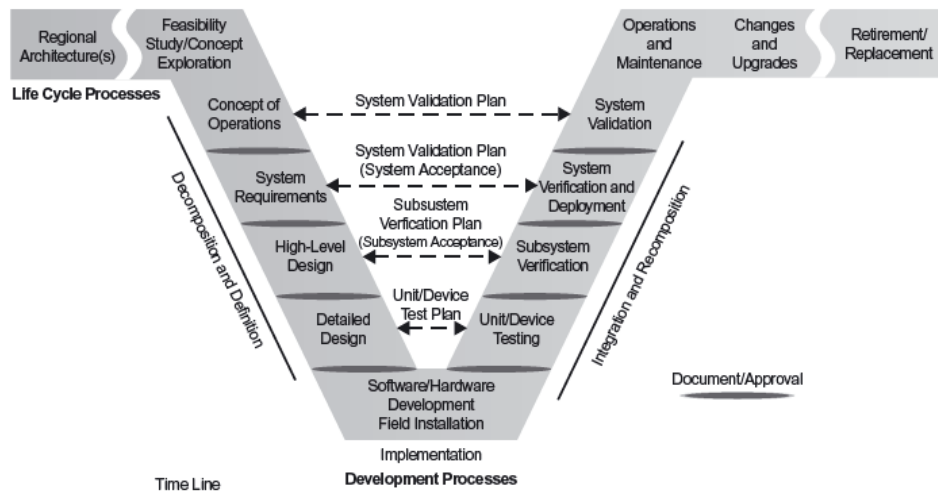 Regional
Architecture(s)
Feasibility
Study/Concept
Exploration
Operations
and
Maintenance
Changes
and
Upgrades
Retirement/
Replacement
Life Cycle Processes
Concept of
Operations
System Validation Plan
System
Validation
System
Requirements
System Validation Plan
(System Acceptance)
System
Verification and
Deployment
High-Level
Design
Subsustem
Verfication Plan
(Subsystem Acceptance)
Subsystem
Verification
Detailed
Design
Unit/Device
Test Plan
Unit/Device
Testing
Decomposition and Definition
Integration and Recomposition
Software/Hardware
Development
Field Installation
Document/Approval
Implementation
Development Processes
Time Line